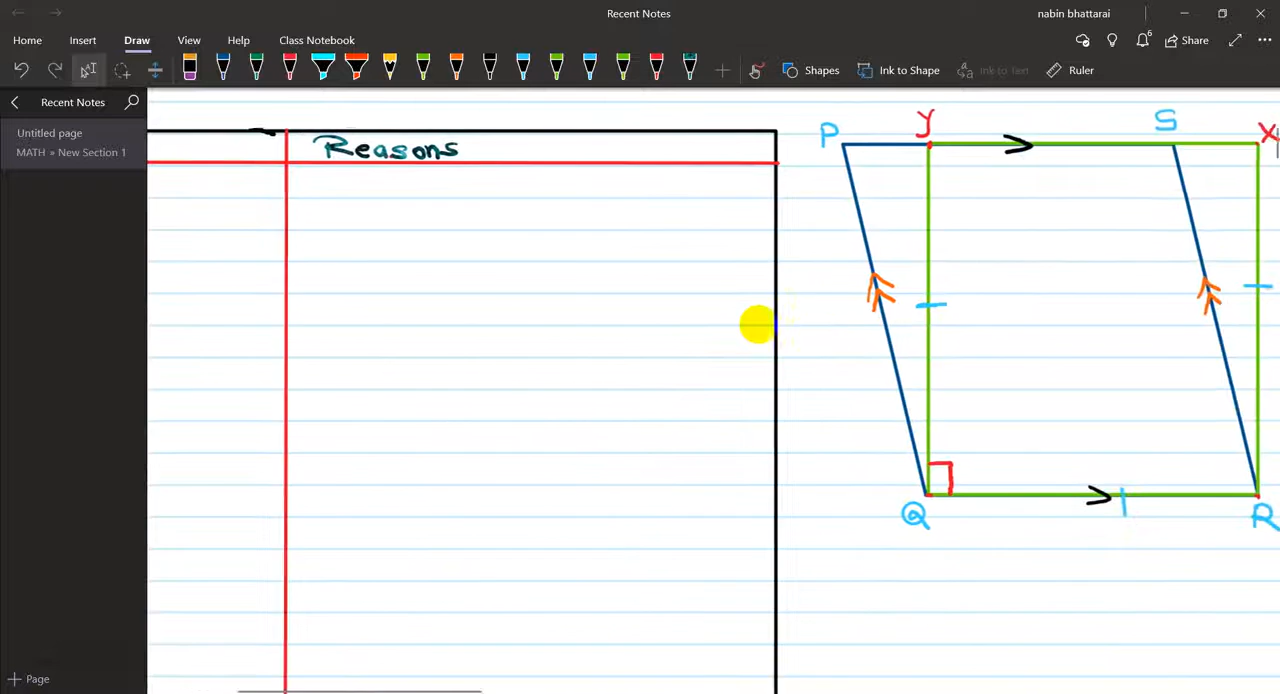 Recent Notes
nabin bhattarai
Home Insert Draw View Help Class Notebook
6
Share
Shapes Ink to Shape Ink to Text Ruler
Recent Notes
Untitled page
MATH » New Section 1
Reasons
P y S X
Q R
Page